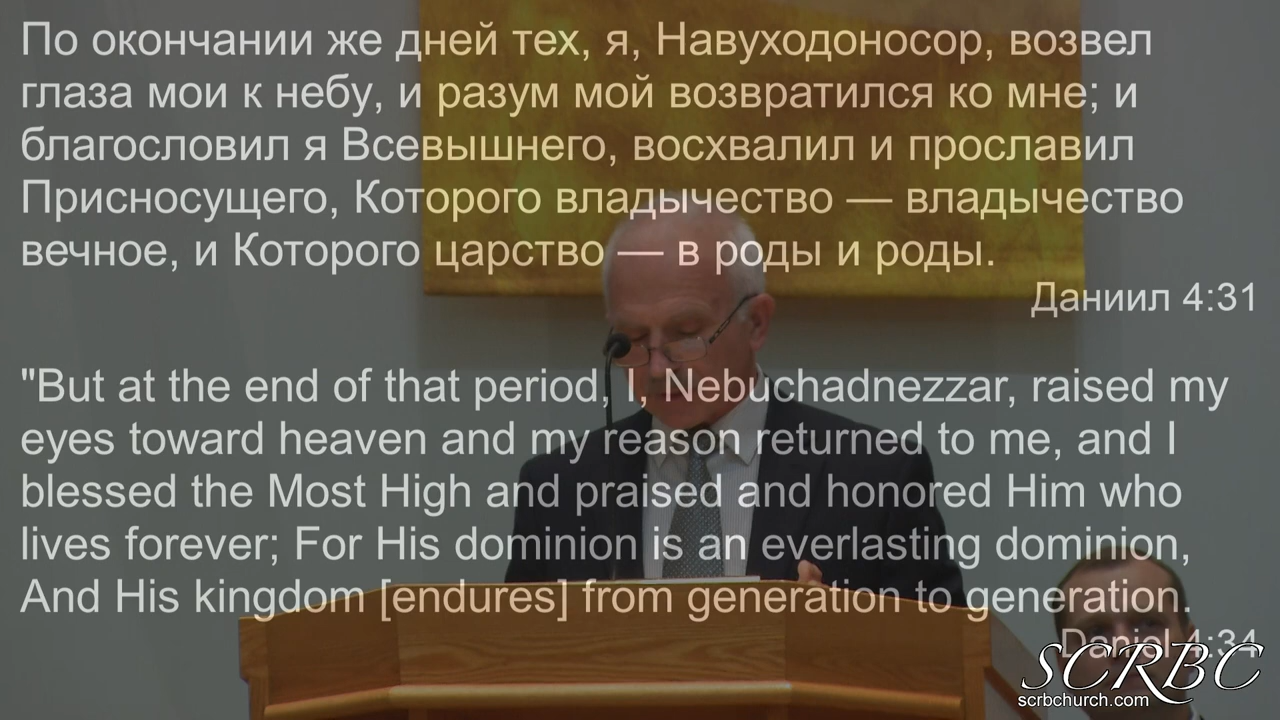 По окончании же дней тех, я, Навуходоносор, возвел
глаза мои к небу, и разум мой возвратился ко мне; и
благословил я Всевышнего, восхвалил и прославил
Присносущего, Которого владычество — владычество
вечное, и Которого царство — в роды и роды.
Даниил 4:31
"But at the end of that period, I, Nebuchadnezzar, raised my
eyes toward heaven and my reason returned to me, and I
blessed the Most High and praised and honored Him who
lives forever; For His dominion is an everlasting dominion,
And His kingdom [endures] from generation to generation.
Daniel 4:34
SCRBC
scrbchurch.com